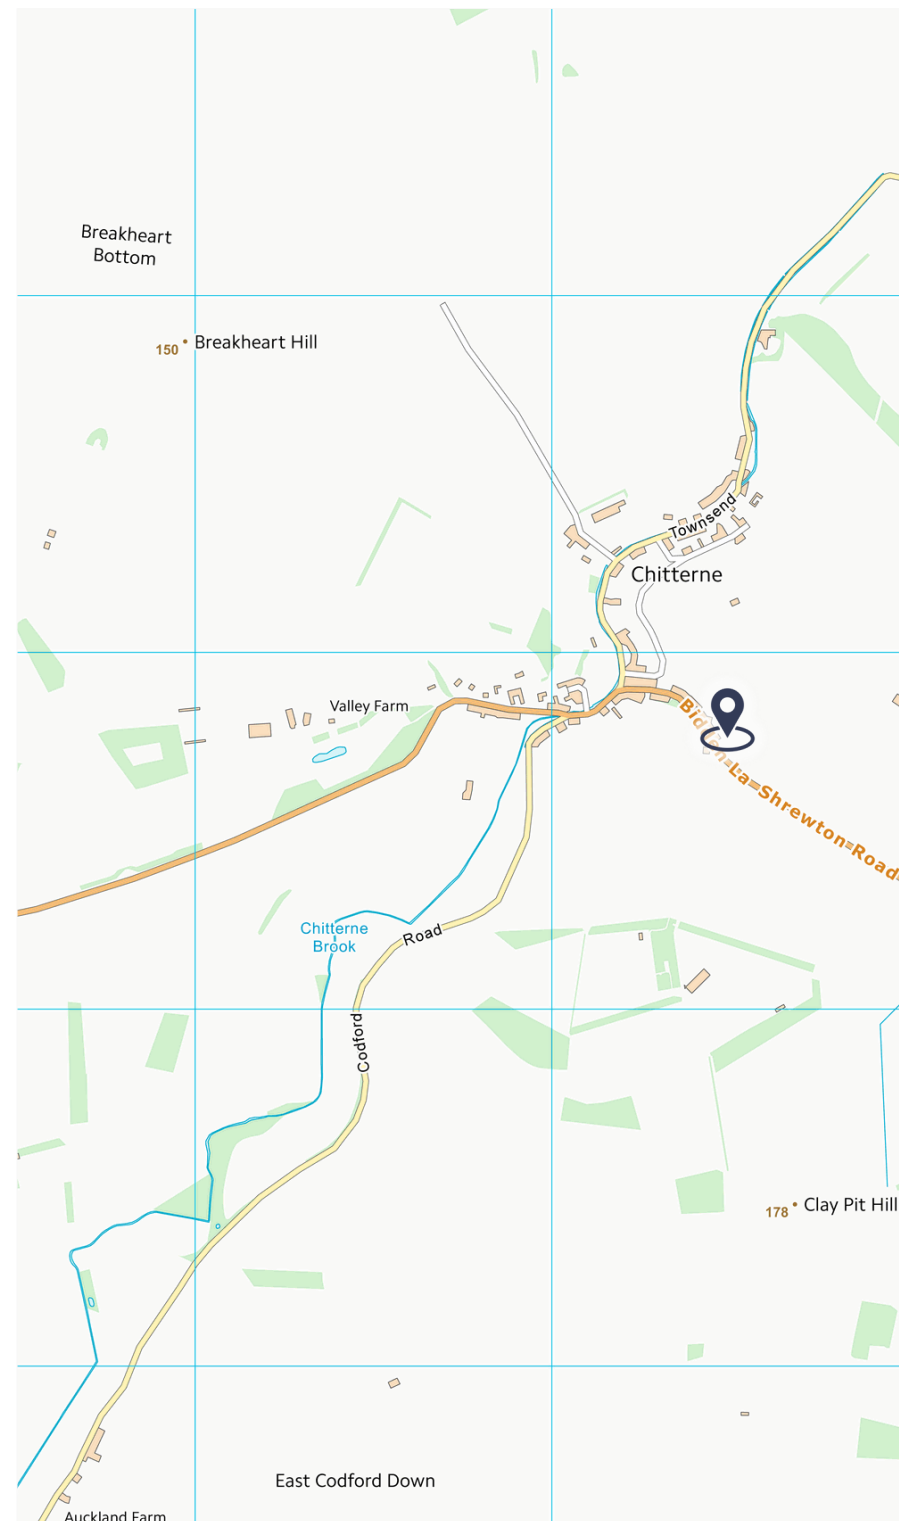 Breakheart
Bottom
150
Breakheart Hill
Townsend
Chitterne
Valley Farm
La-Shrewton-Road
Chitterne
Brook
Road
Codford
178
Clay Pit Hill
East Codford Down
Auckland Farm